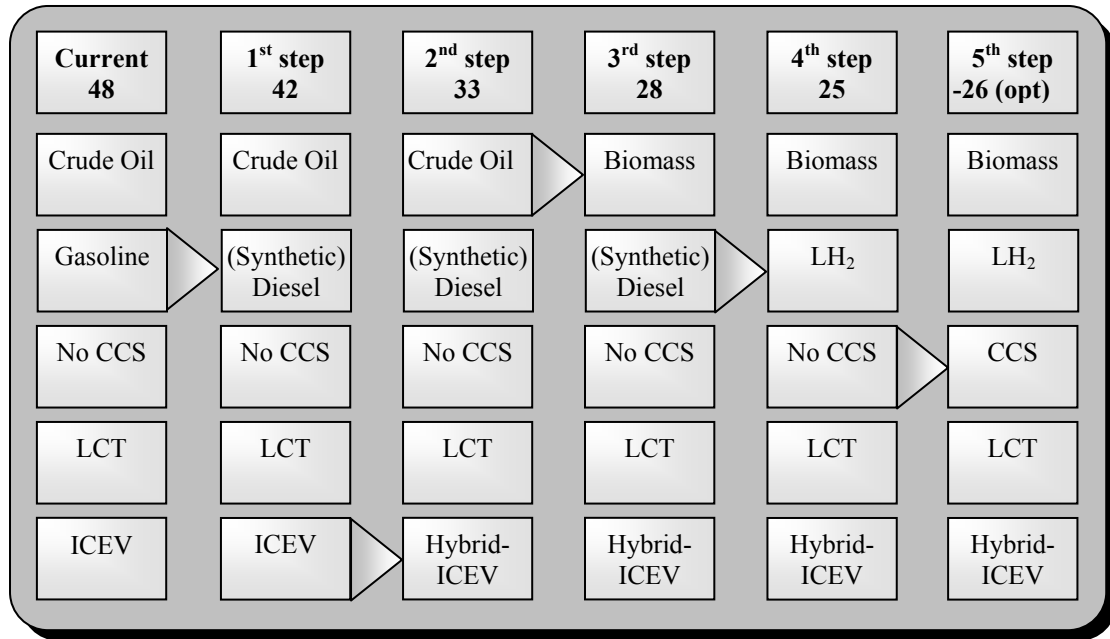 Current
48
1st step
42
2nd step
33
3rd step
28
4th step
25
5th step
-26 (opt)
Crude Oil
Crude Oil
Crude Oil
Biomass
Biomass
Biomass
Gasoline
(Synthetic)
Diesel
(Synthetic)
Diesel
(Synthetic)
Diesel
LH₂
LH₂
No CCS
No CCS
No CCS
No CCS
No CCS
CCS
LCT
LCT
LCT
LCT
LCT
LCT
ICEV
ICEV
Hybrid-
ICEV
Hybrid-
ICEV
Hybrid-
ICEV
Hybrid-
ICEV